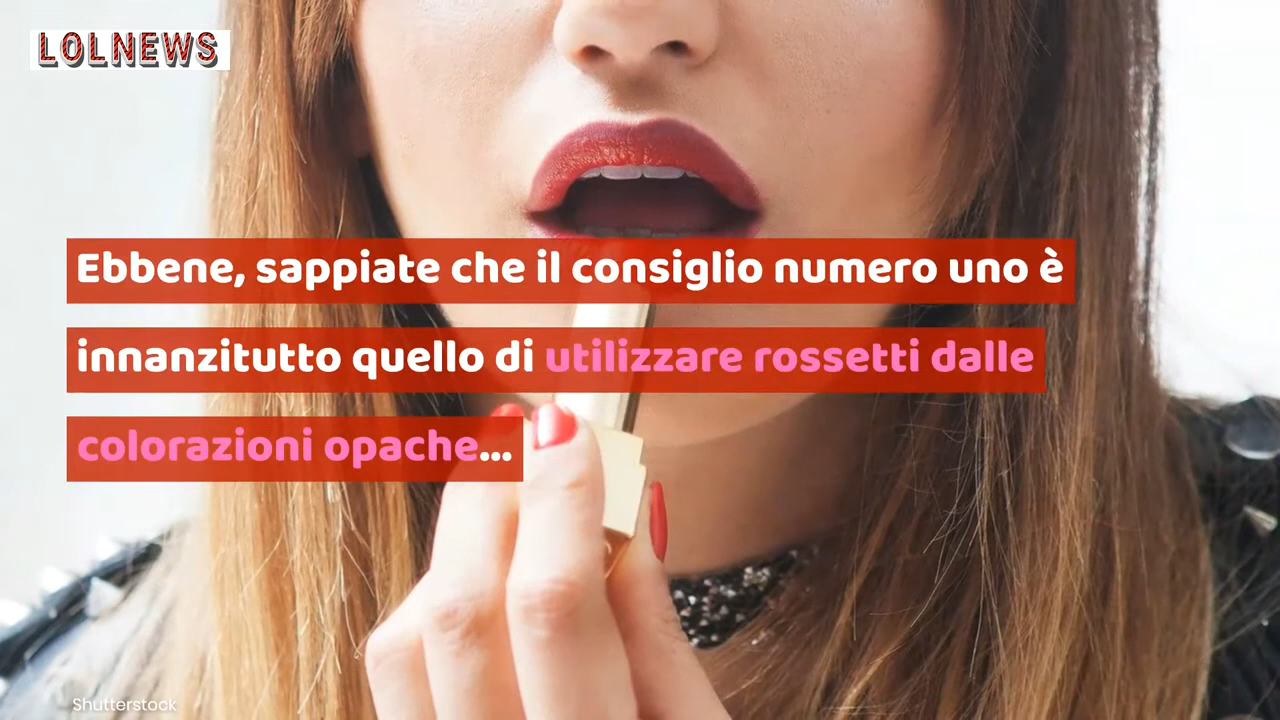 LOLNEWS
Ebbene, sappiate che il consiglio numero uno è
innanzitutto quello di utilizzare rossetti dalle
colorazioni opache...
Shutterstock